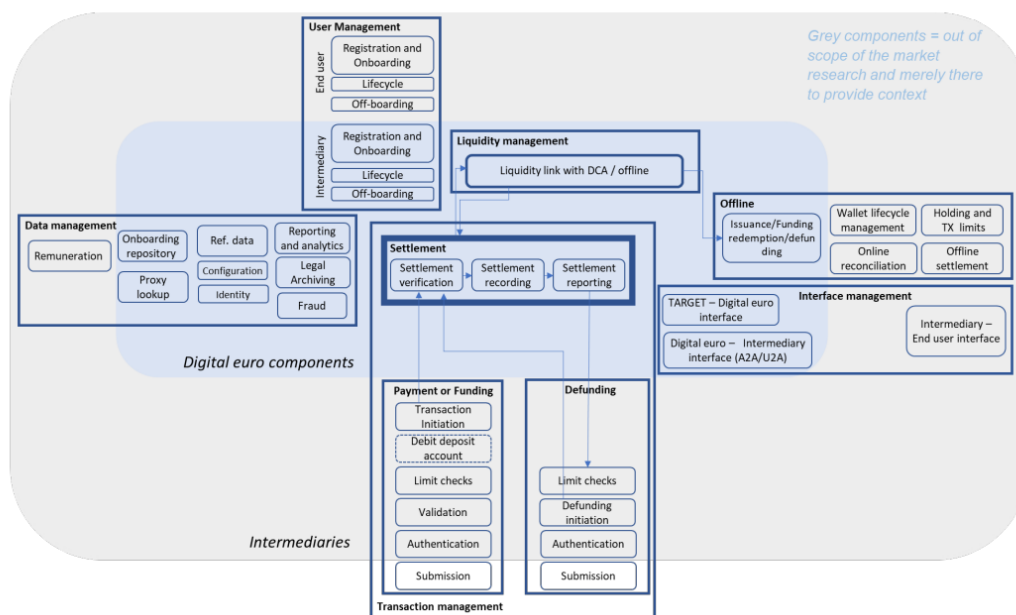 User Management
End user
Registration and
Onboarding
Lifecycle
Off-boarding
Intermediary
Registration and
Onboarding
Lifecycle
Off-boarding
Grey components = out of
scope of the market
research and merely there
to provide context
Liquidity management
Liquidity link with DCA / offline
Data management
Remuneration
Onboarding
repository
Proxy
lookup
Ref. data
Configuration
Identity
Reporting
and analytics
Legal
Archiving
Fraud
Settlement
Settlement
verification
Settlement
recording
Settlement
reporting
Offline
Issuance/Funding
redemption/defun
ding
Wallet lifecycle
management
Holding and
TX limits
Online
reconciliation
Offline
settlement
Interface management
TARGET – Digital euro
interface
Digital euro – Intermediary
interface (A2A/U2A)
Intermediary –
End user interface
Digital euro components
Payment or Funding
Transaction
Initiation
Debit deposit
account
Limit checks
Validation
Authentication
Submission
Defunding
Limit checks
Defunding
initiation
Authentication
Submission
Intermediaries
Transaction management